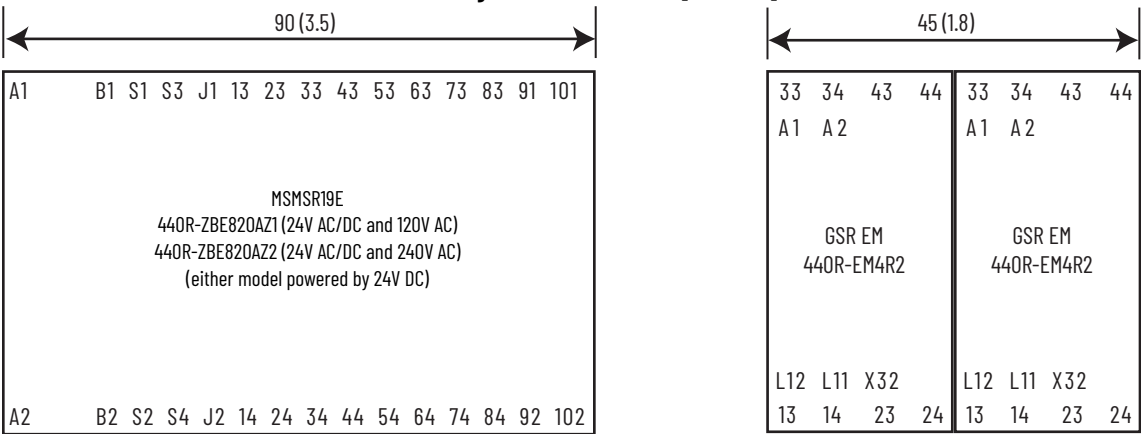 90 (3.5)
A1 B1 S1 S3 J1 13 23 33 43 53 63 73 83 91 101
MSMSR19E
440R-ZBE820AZ1 (24V AC/DC and 120V AC)
440R-ZBE820AZ2 (24V AC/DC and 240V AC)
(either model powered by 24V DC)
A2 B2 S2 S4 J2 14 24 34 44 54 64 74 84 92 102
45 (1.8)
33 34 43 44
A1 A2
GSR EM
440R-EM4R2
L12 L11 X32
13 14 23 24
33 34 43 44
A1 A2
GSR EM
440R-EM4R2
L12 L11 X32
13 14 23 24